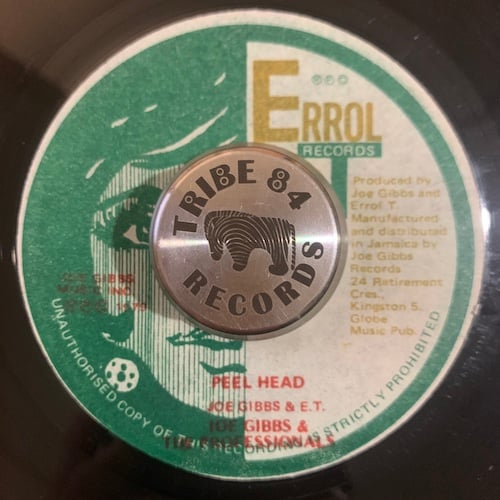 ERROL
T
RECORDS
Produced by
Joe Gibbs and
Errol T.
Manufactured
and distributed
in Jamaica by
Joe Gibbs
Records
24 Retirement
Cres.,
Kingston 5.
Globe
Music Pub.
TRIBE 84
RECORDS
JOE GIBBS
MUSIC INC.
PEEL HEAD
JOE GIBBS & E.T.
JOE GIBBS &
THE PROFESSIONALS
UNAUTHORISED COPY OF THIS RECORDING IS STRICTLY PROHIBITED